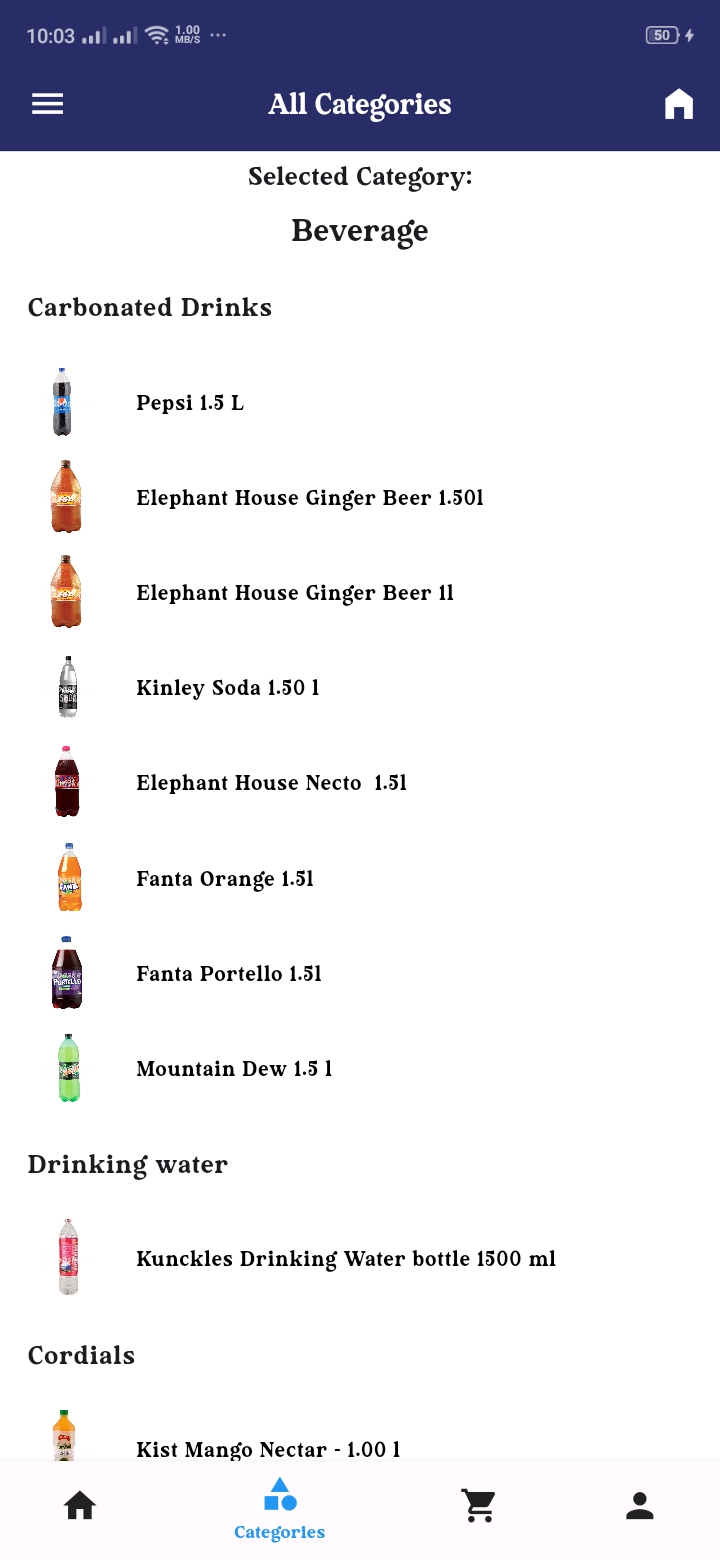 10:03
1.00
MB/S
50
All Categories
Selected Category:
Beverage
Carbonated Drinks
Pepsi 1.5 L
Elephant House Ginger Beer 1.50l
Elephant House Ginger Beer 1l
Kinley Soda 1.50 l
Elephant House Necto  1.5l
Fanta Orange 1.5l
FANTA
Fanta Portello 1.5l
PORTELLO
Mountain Dew 1.5 l
Drinking water
Kunckles Drinking Water bottle 1500 ml
Cordials
Kist Mango Nectar - 1.00 l
Categories